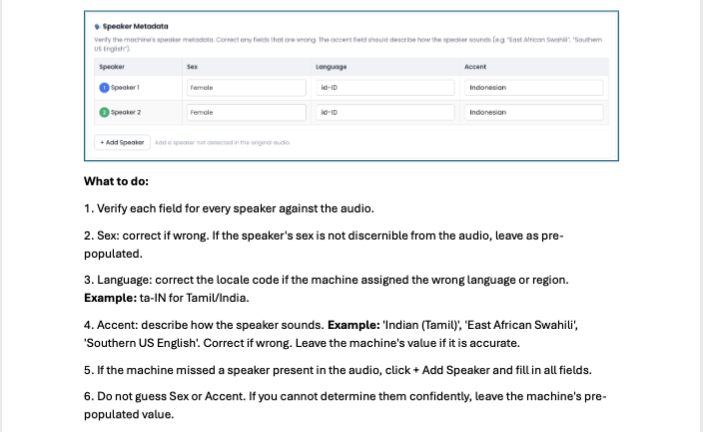 Speaker Metadata
Verify the machine's speaker metadata. Correct any fields that are wrong. The accent field should describe how the speaker sounds (e.g. "East African Swahili", "Southern
US English").
Speaker Sex Language Accent
1 Speaker 1 Female id-ID Indonesian
Speaker 2 Female id-ID Indonesian
+ Add Speaker Add a speaker not detected in the original audio.
What to do:
1. Verify each field for every speaker against the audio.
2. Sex: correct if wrong. If the speaker's sex is not discernible from the audio, leave as pre-
populated.
3. Language: correct the locale code if the machine assigned the wrong language or region.
Example: ta-IN for Tamil/India.
4. Accent: describe how the speaker sounds. Example: 'Indian (Tamil)', 'East African Swahili',
'Southern US English'. Correct if wrong. Leave the machine's value if it is accurate.
5. If the machine missed a speaker present in the audio, click + Add Speaker and fill in all fields.
6. Do not guess Sex or Accent. If you cannot determine them confidently, leave the machine's pre-
populated value.